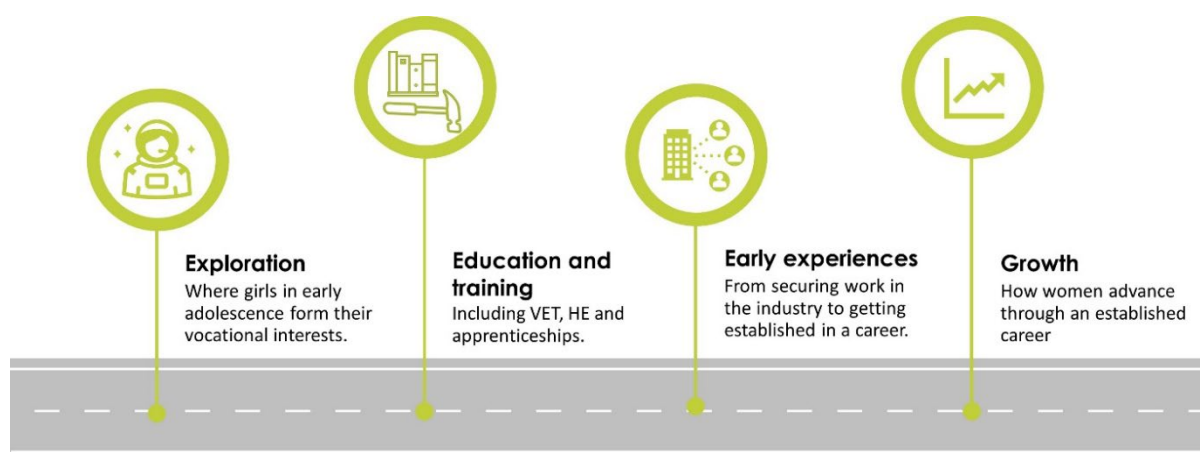 Exploration
Where girls in early
adolescence form their
vocational interests.
Education and
training
Including VET, HE and
apprenticeships.
Early experiences
From securing work in
the industry to getting
established in a career.
Growth
How women advance
through an established
career